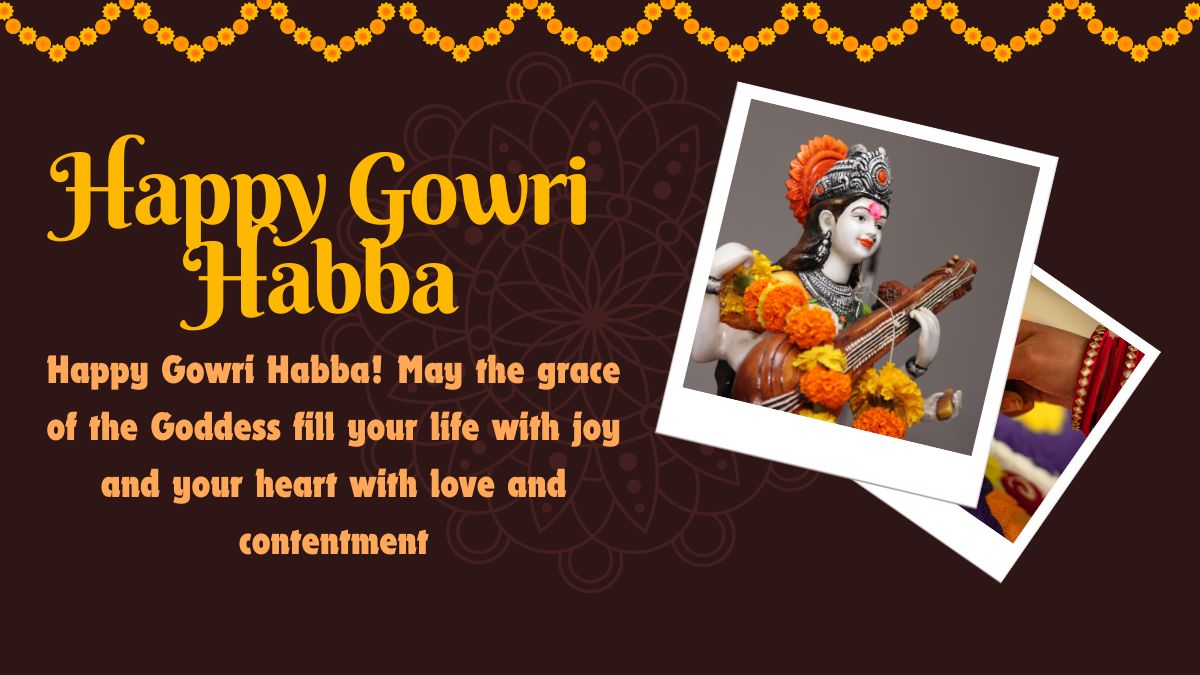 Happy Gowri
Habba
Happy Gowri Habba! May the grace
of the Goddess fill your life with joy
and your heart with love and
contentment